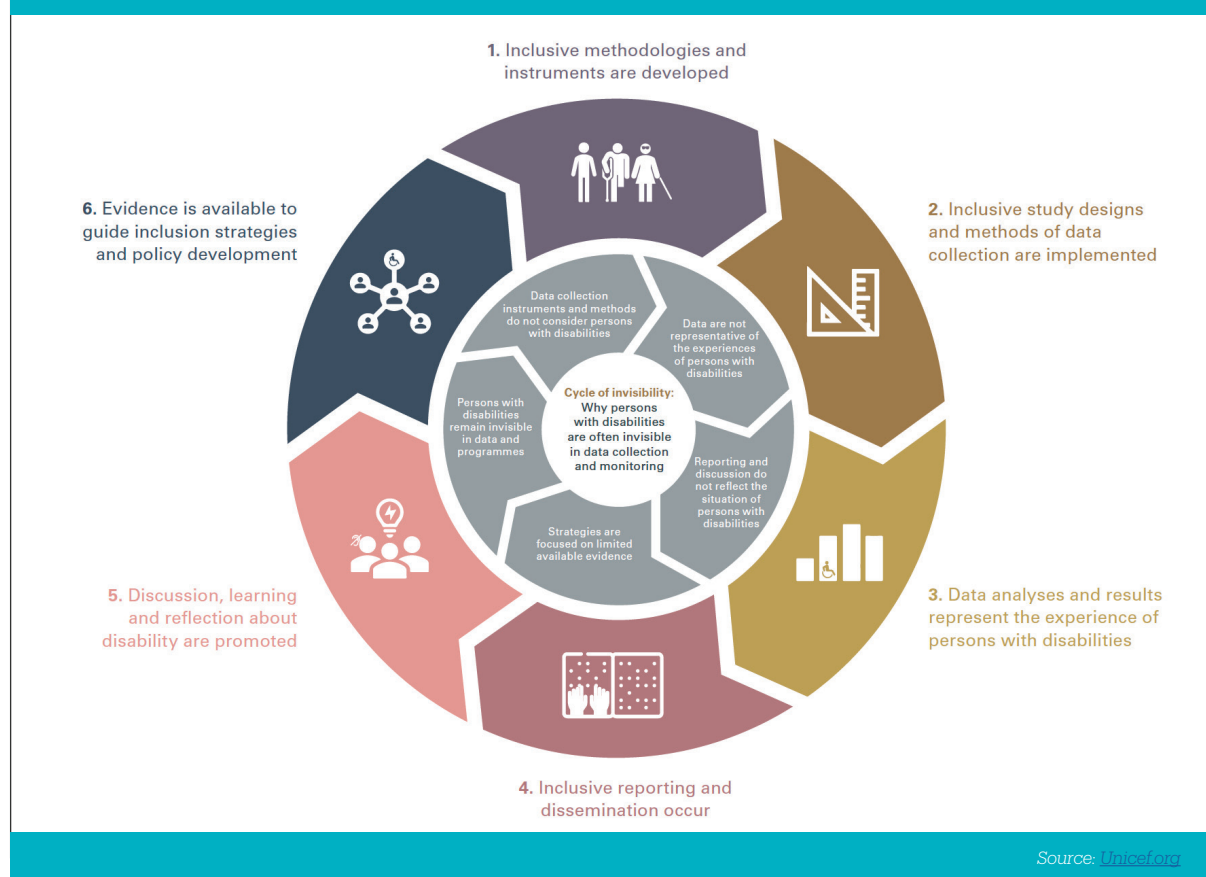 1. Inclusive methodologies and
instruments are developed
2. Inclusive study designs
and methods of data
collection are implemented
3. Data analyses and results
represent the experience of
persons with disabilities
4. Inclusive reporting and
dissemination occur
5. Discussion, learning
and reflection about
disability are promoted
6. Evidence is available to
guide inclusion strategies
and policy development
Data collection
instruments and methods
do not consider persons
with disabilities
Data are not
representative of
the experiences
of persons with
disabilities
Reporting and
discussion do
not reflect the
situation of
persons with
disabilities
Strategies are
focused on limited
available evidence
Persons with
disabilities
remain invisible
in data and
programmes
Cycle of invisibility:
Why persons
with disabilities
are often invisible
in data collection
and monitoring
Source: Unicef.org